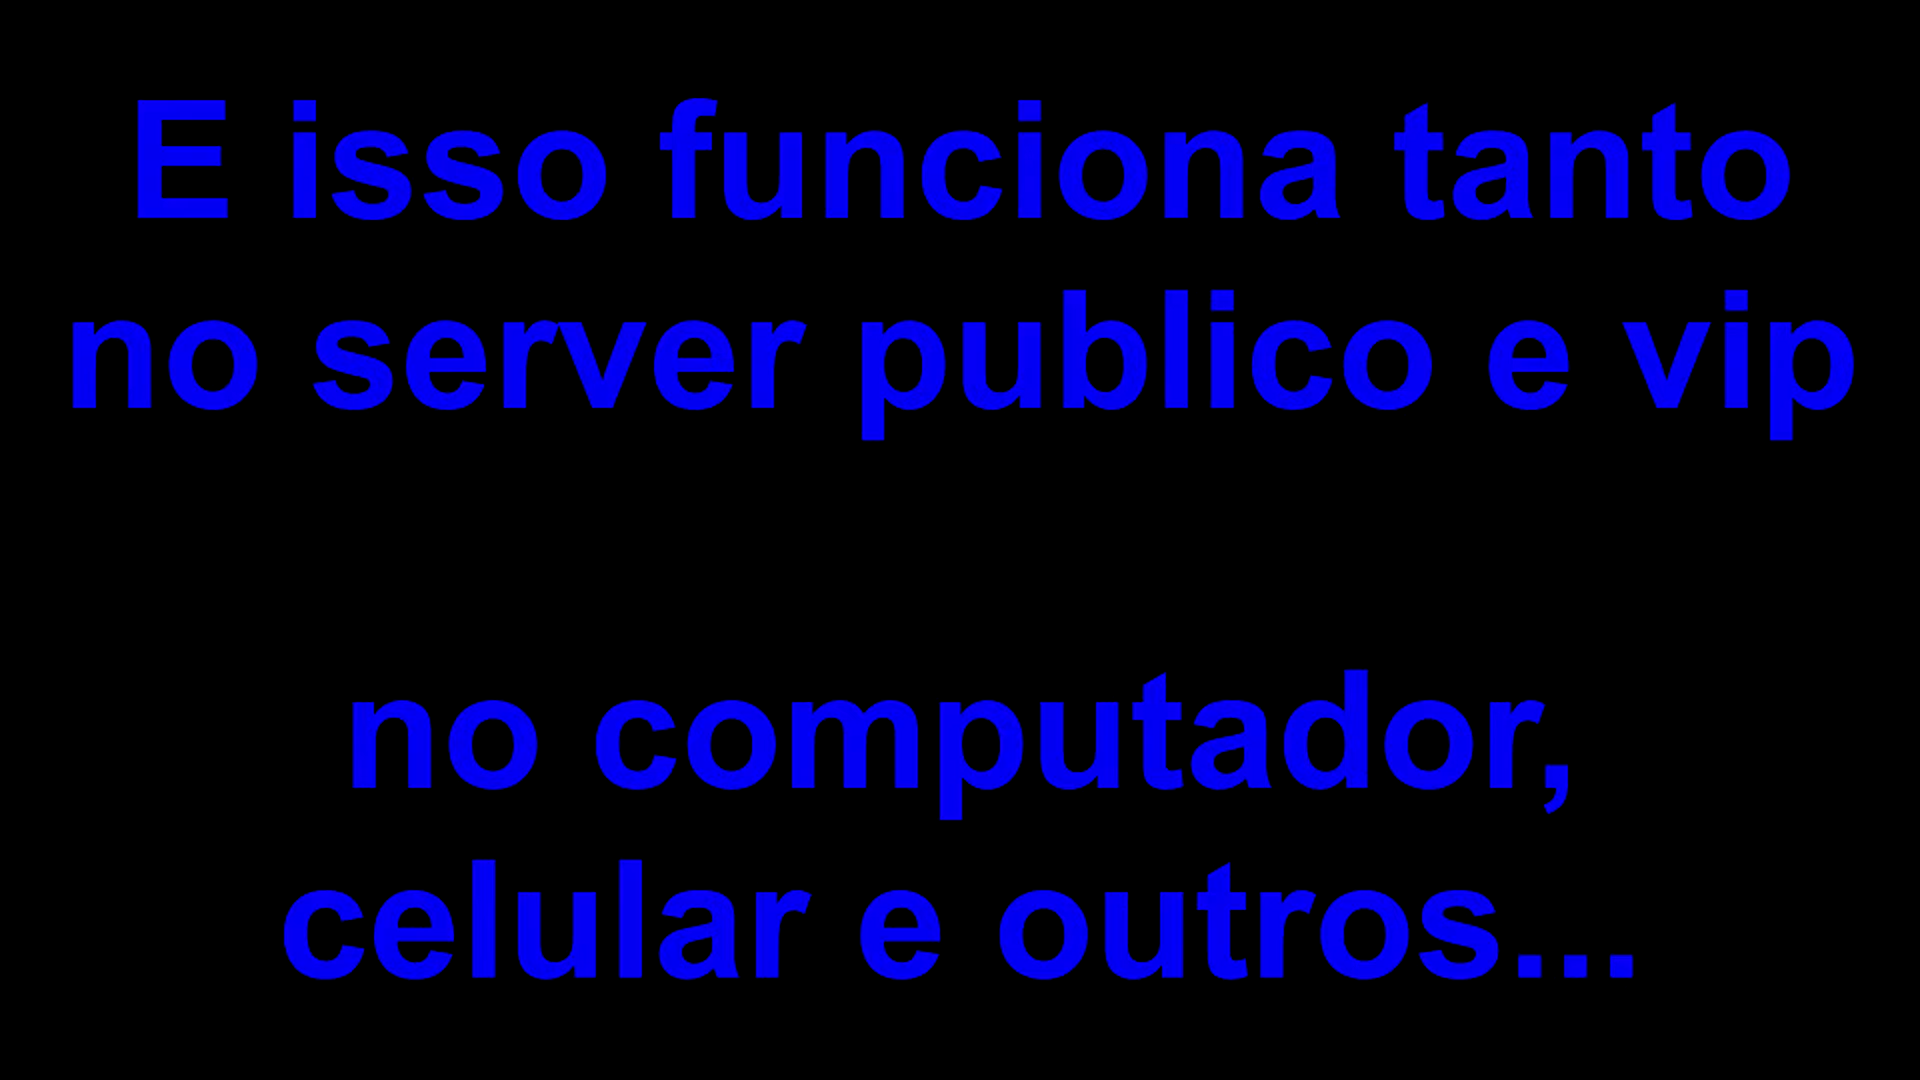 E isso funciona tanto
no server publico e vip
no computador,
celular e outros...